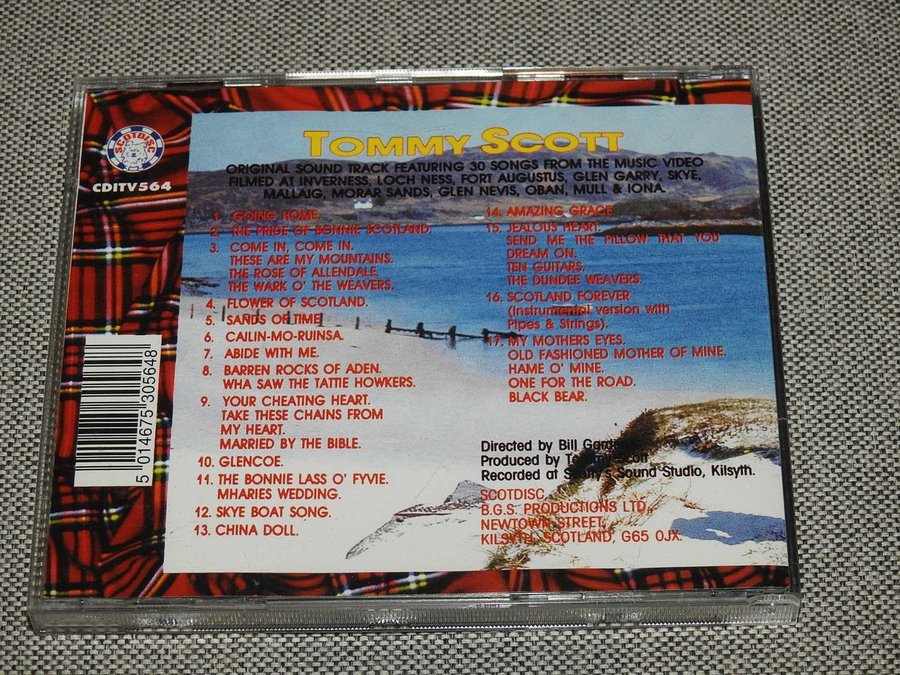 SCOTDISC
CDITV564
TOMMY SCOTT
ORIGINAL SOUND TRACK FEATURING 30 SONGS FROM THE MUSIC VIDEO
FILMED AT INVERNESS, LOCH NESS, FORT AUGUSTUS, GLEN GARRY, SKYE,
MALLAIG, MORAR SANDS, GLEN NEVIS, OBAN, MULL & IONA.
1. GOING HOME.
2. THE PRIDE OF BONNIE SCOTLAND.
3. COME IN, COME IN.
THESE ARE MY MOUNTAINS.
THE ROSE OF ALLENDALE.
THE WARK O' THE WEAVERS.
4. FLOWER OF SCOTLAND.
5. SANDS OF TIME
6. CAILIN-MO-RUINSA.
7. ABIDE WITH ME.
8. BARREN ROCKS OF ADEN.
WHA SAW THE TATTIE HOWKERS.
9. YOUR CHEATING HEART.
TAKE THESE CHAINS FROM
MY HEART.
MARRIED BY THE BIBLE.
10. GLENCOE.
11. THE BONNIE LASS O' FYVIE.
MHARIES WEDDING.
12. SKYE BOAT SONG.
13. CHINA DOLL.
14. AMAZING GRACE.
15. JEALOUS HEART.
SEND ME THE PILLOW THAT YOU
DREAM ON.
TEN GUITARS.
THE DUNDEE WEAVERS.
16. SCOTLAND FOREVER
(Instrumental version with
Pipes & Strings).
17. MY MOTHERS EYES.
OLD FASHIONED MOTHER OF MINE.
HAME O' MINE.
ONE FOR THE ROAD.
BLACK BEAR.
Directed by Bill
Produced by
Recorded at Sound Studio, Kilsyth.
SCOTDISC,
B.G.S. PRODUCTIONS LTD.,
NEWTOWN STREET,
KILSYTH, SCOTLAND, G65 0JX.
5 014675 305648